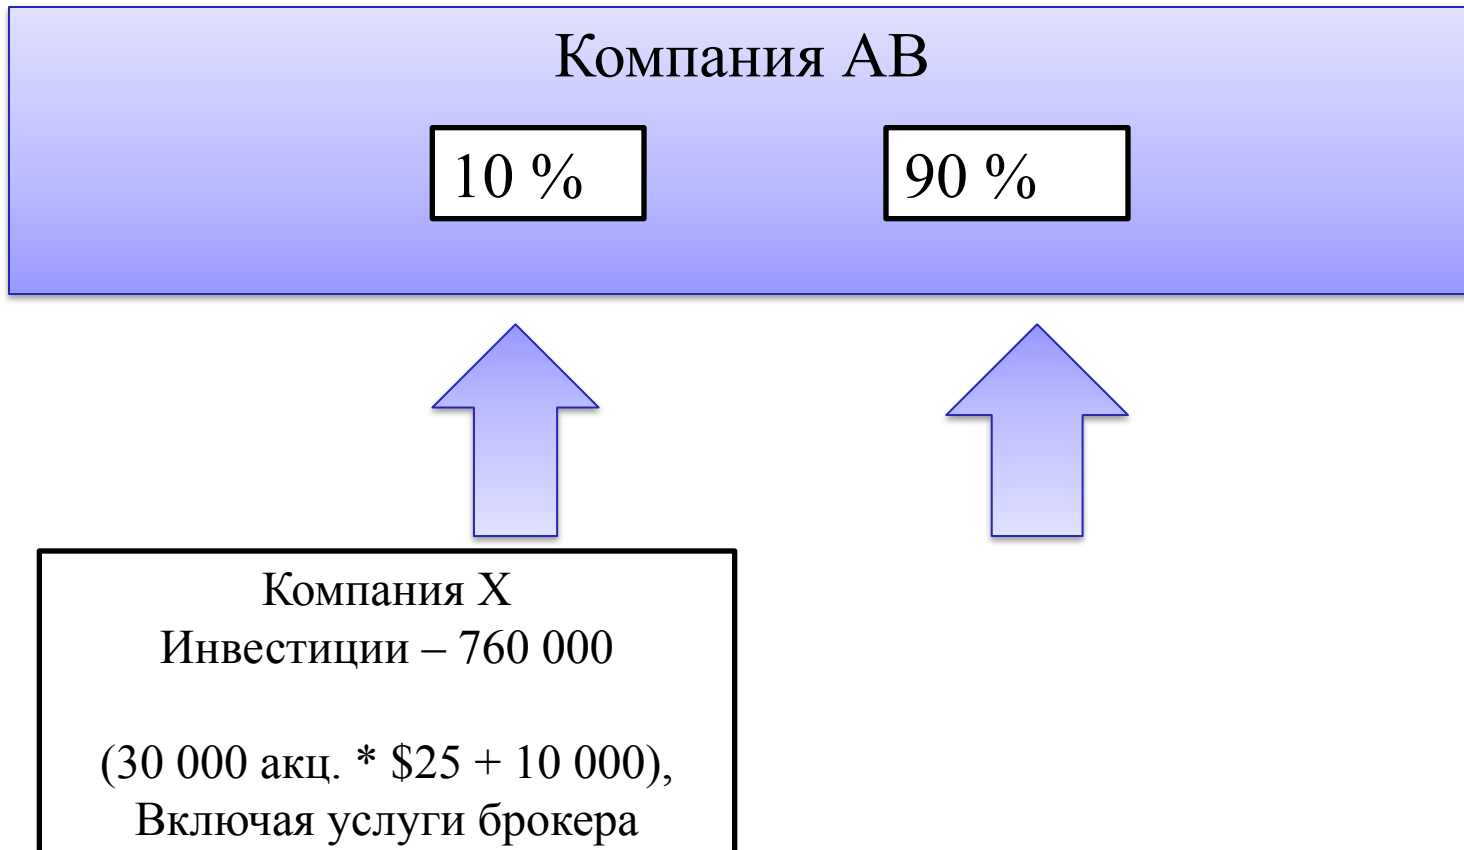 Компания АВ
10 %
90 %
Компания Х
Инвестиции – 760 000
(30 000 акц. * $25 + 10 000),
Включая услуги брокера